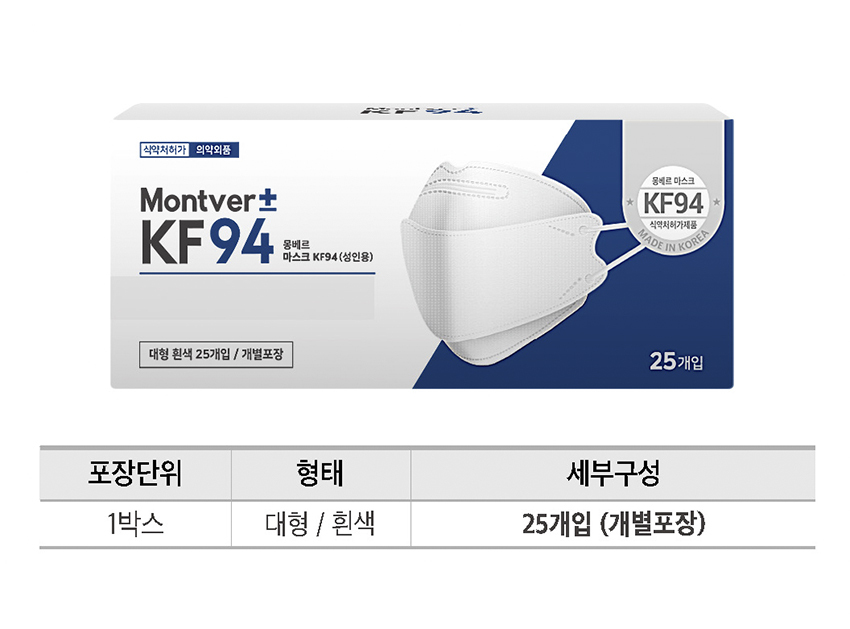 Montver±
KF94
식약처허가 의약외품
Montver±
KF94
몽베르
마스크 KF94(성인용)
대형 흰색 25개입 / 개별포장
몽베르 마스크
KF94
식약처허가제품
★ MADE IN KOREA ★
25개입
포장단위 형태 세부구성
1박스 대형 / 흰색 25개입 (개별포장)